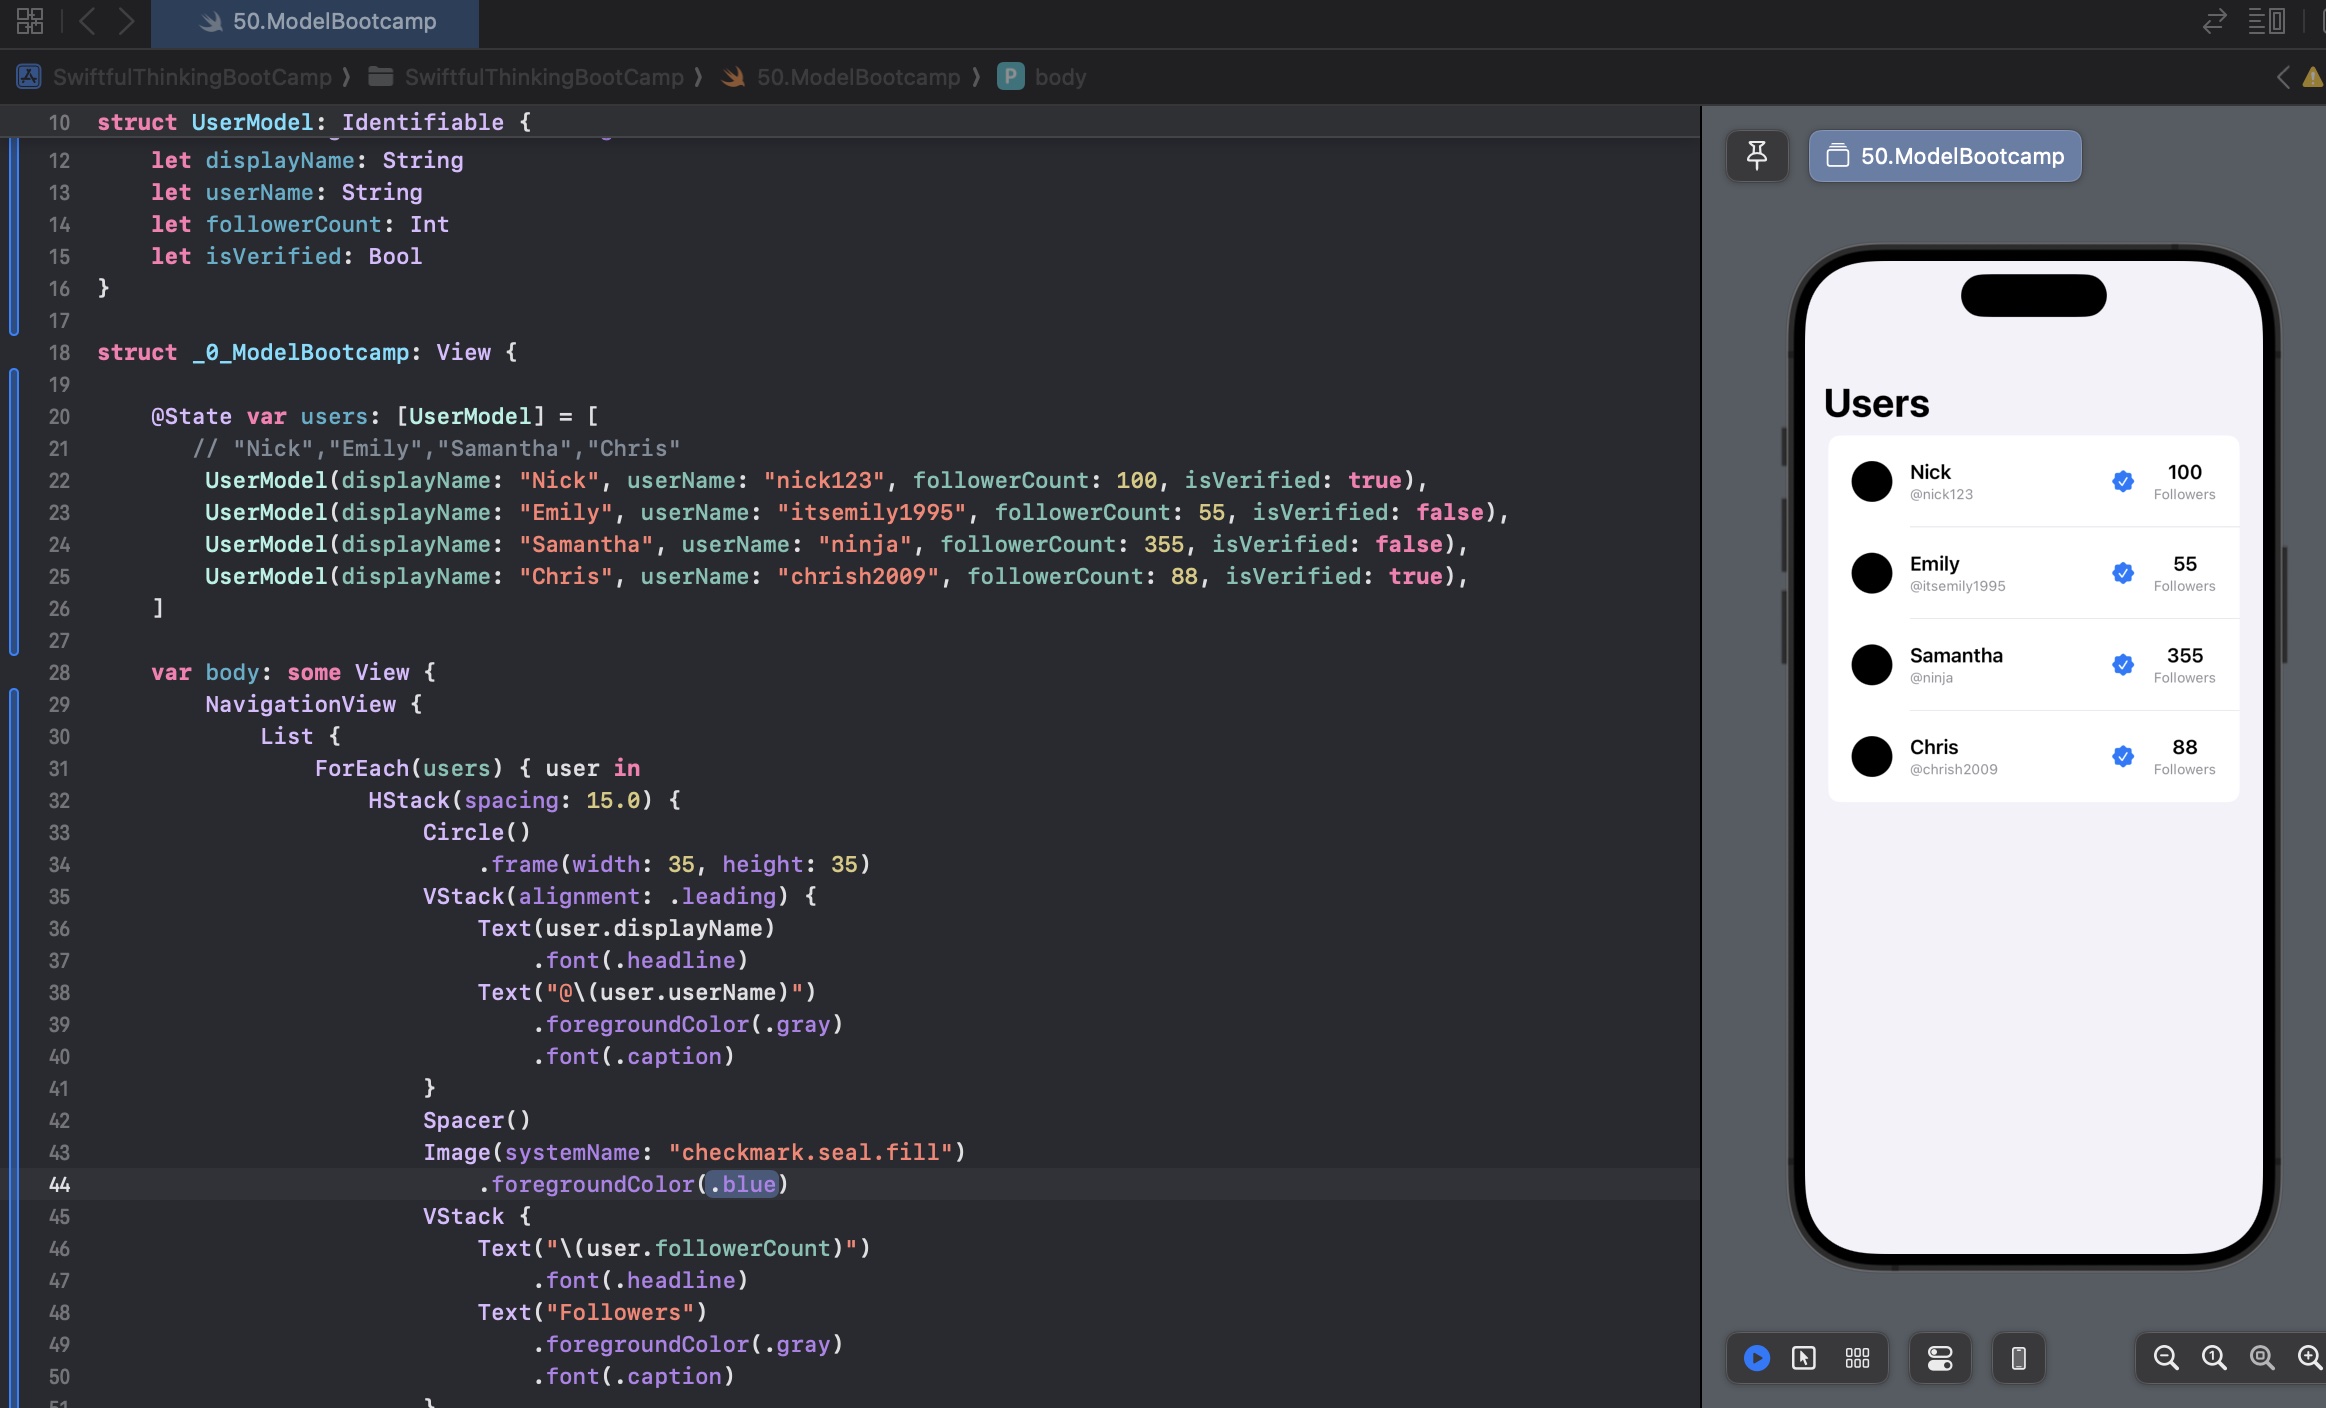 50.ModelBootcamp
SwiftfulThinkingBootCamp ⟩ SwiftfulThinkingBootCamp ⟩ 50.ModelBootcamp ⟩ P body
10 struct UserModel: Identifiable {
12 let displayName: String
13 let userName: String
14 let followerCount: Int
15 let isVerified: Bool
16 }
17
18 struct _0_ModelBootcamp: View {
19
20 @State var users: [UserModel] = [
21 // "Nick","Emily","Samantha","Chris"
22 UserModel(displayName: "Nick", userName: "nick123", followerCount: 100, isVerified: true),
23 UserModel(displayName: "Emily", userName: "itsemily1995", followerCount: 55, isVerified: false),
24 UserModel(displayName: "Samantha", userName: "ninja", followerCount: 355, isVerified: false),
25 UserModel(displayName: "Chris", userName: "chrish2009", followerCount: 88, isVerified: true),
26 ]
27
28 var body: some View {
29 NavigationView {
30 List {
31 ForEach(users) { user in
32 HStack(spacing: 15.0) {
33 Circle()
34 .frame(width: 35, height: 35)
35 VStack(alignment: .leading) {
36 Text(user.displayName)
37 .font(.headline)
38 Text("@\(user.userName)")
39 .foregroundColor(.gray)
40 .font(.caption)
41 }
42 Spacer()
43 Image(systemName: "checkmark.seal.fill")
44 .foregroundColor(.blue)
45 VStack {
46 Text("\(user.followerCount)")
47 .font(.headline)
48 Text("Followers")
49 .foregroundColor(.gray)
50 .font(.caption)
50.ModelBootcamp
Users
Nick
@nick123
100
Followers
Emily
@itsemily1995
55
Followers
Samantha
@ninja
355
Followers
Chris
@chrish2009
88
Followers